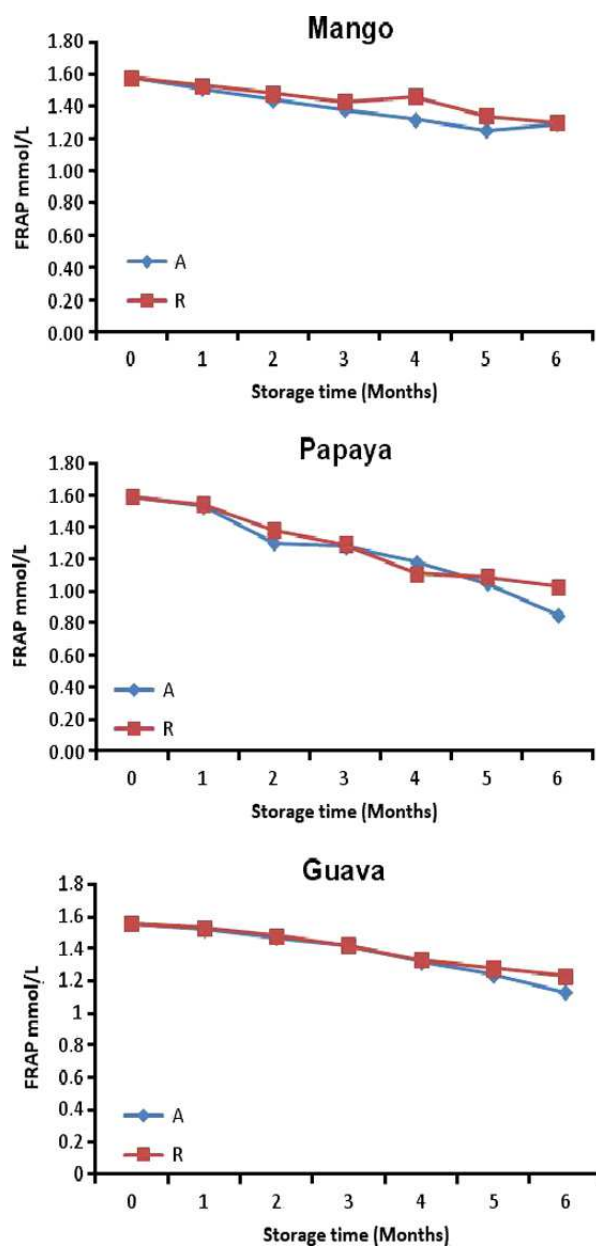 Mango
1.80
1.60
1.40
1.20
1.00
0.80
0.60
0.40
0.20
0.00
FRAP mmol/L
A
R
0 1 2 3 4 5 6
Storage time (Months)
Papaya
1.80
1.60
1.40
1.20
1.00
0.80
0.60
0.40
0.20
0.00
FRAP mmol/L
A
R
0 1 2 3 4 5 6
Storage time (Months)
Guava
1.8
1.6
1.4
1.2
1
0.8
0.6
0.4
0.2
0
FRAP mmol/L
A
R
0 1 2 3 4 5 6
Storage time (Months)